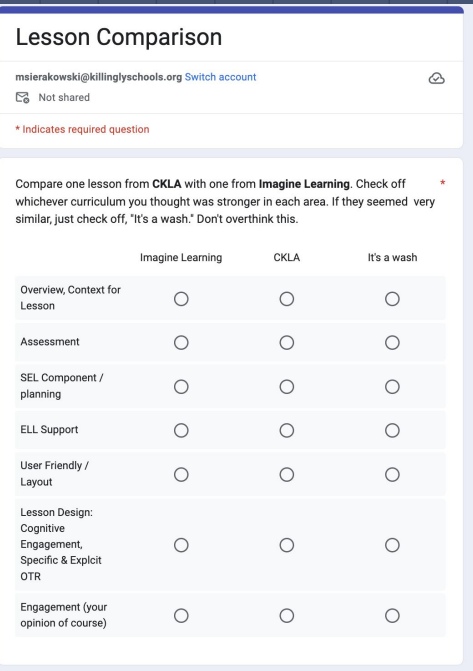 Lesson Comparison
msierakowski@killinglyschools.org Switch account
Not shared
* Indicates required question
Compare one lesson from CKLA with one from Imagine Learning. Check off *
whichever curriculum you thought was stronger in each area. If they seemed very
similar, just check off, "It's a wash." Don't overthink this.
Imagine Learning CKLA It's a wash
Overview, Context for
Lesson
Assessment
SEL Component /
planning
ELL Support
User Friendly /
Layout
Lesson Design:
Cognitive
Engagement,
Specific & Explcit
OTR
Engagement (your
opinion of course)